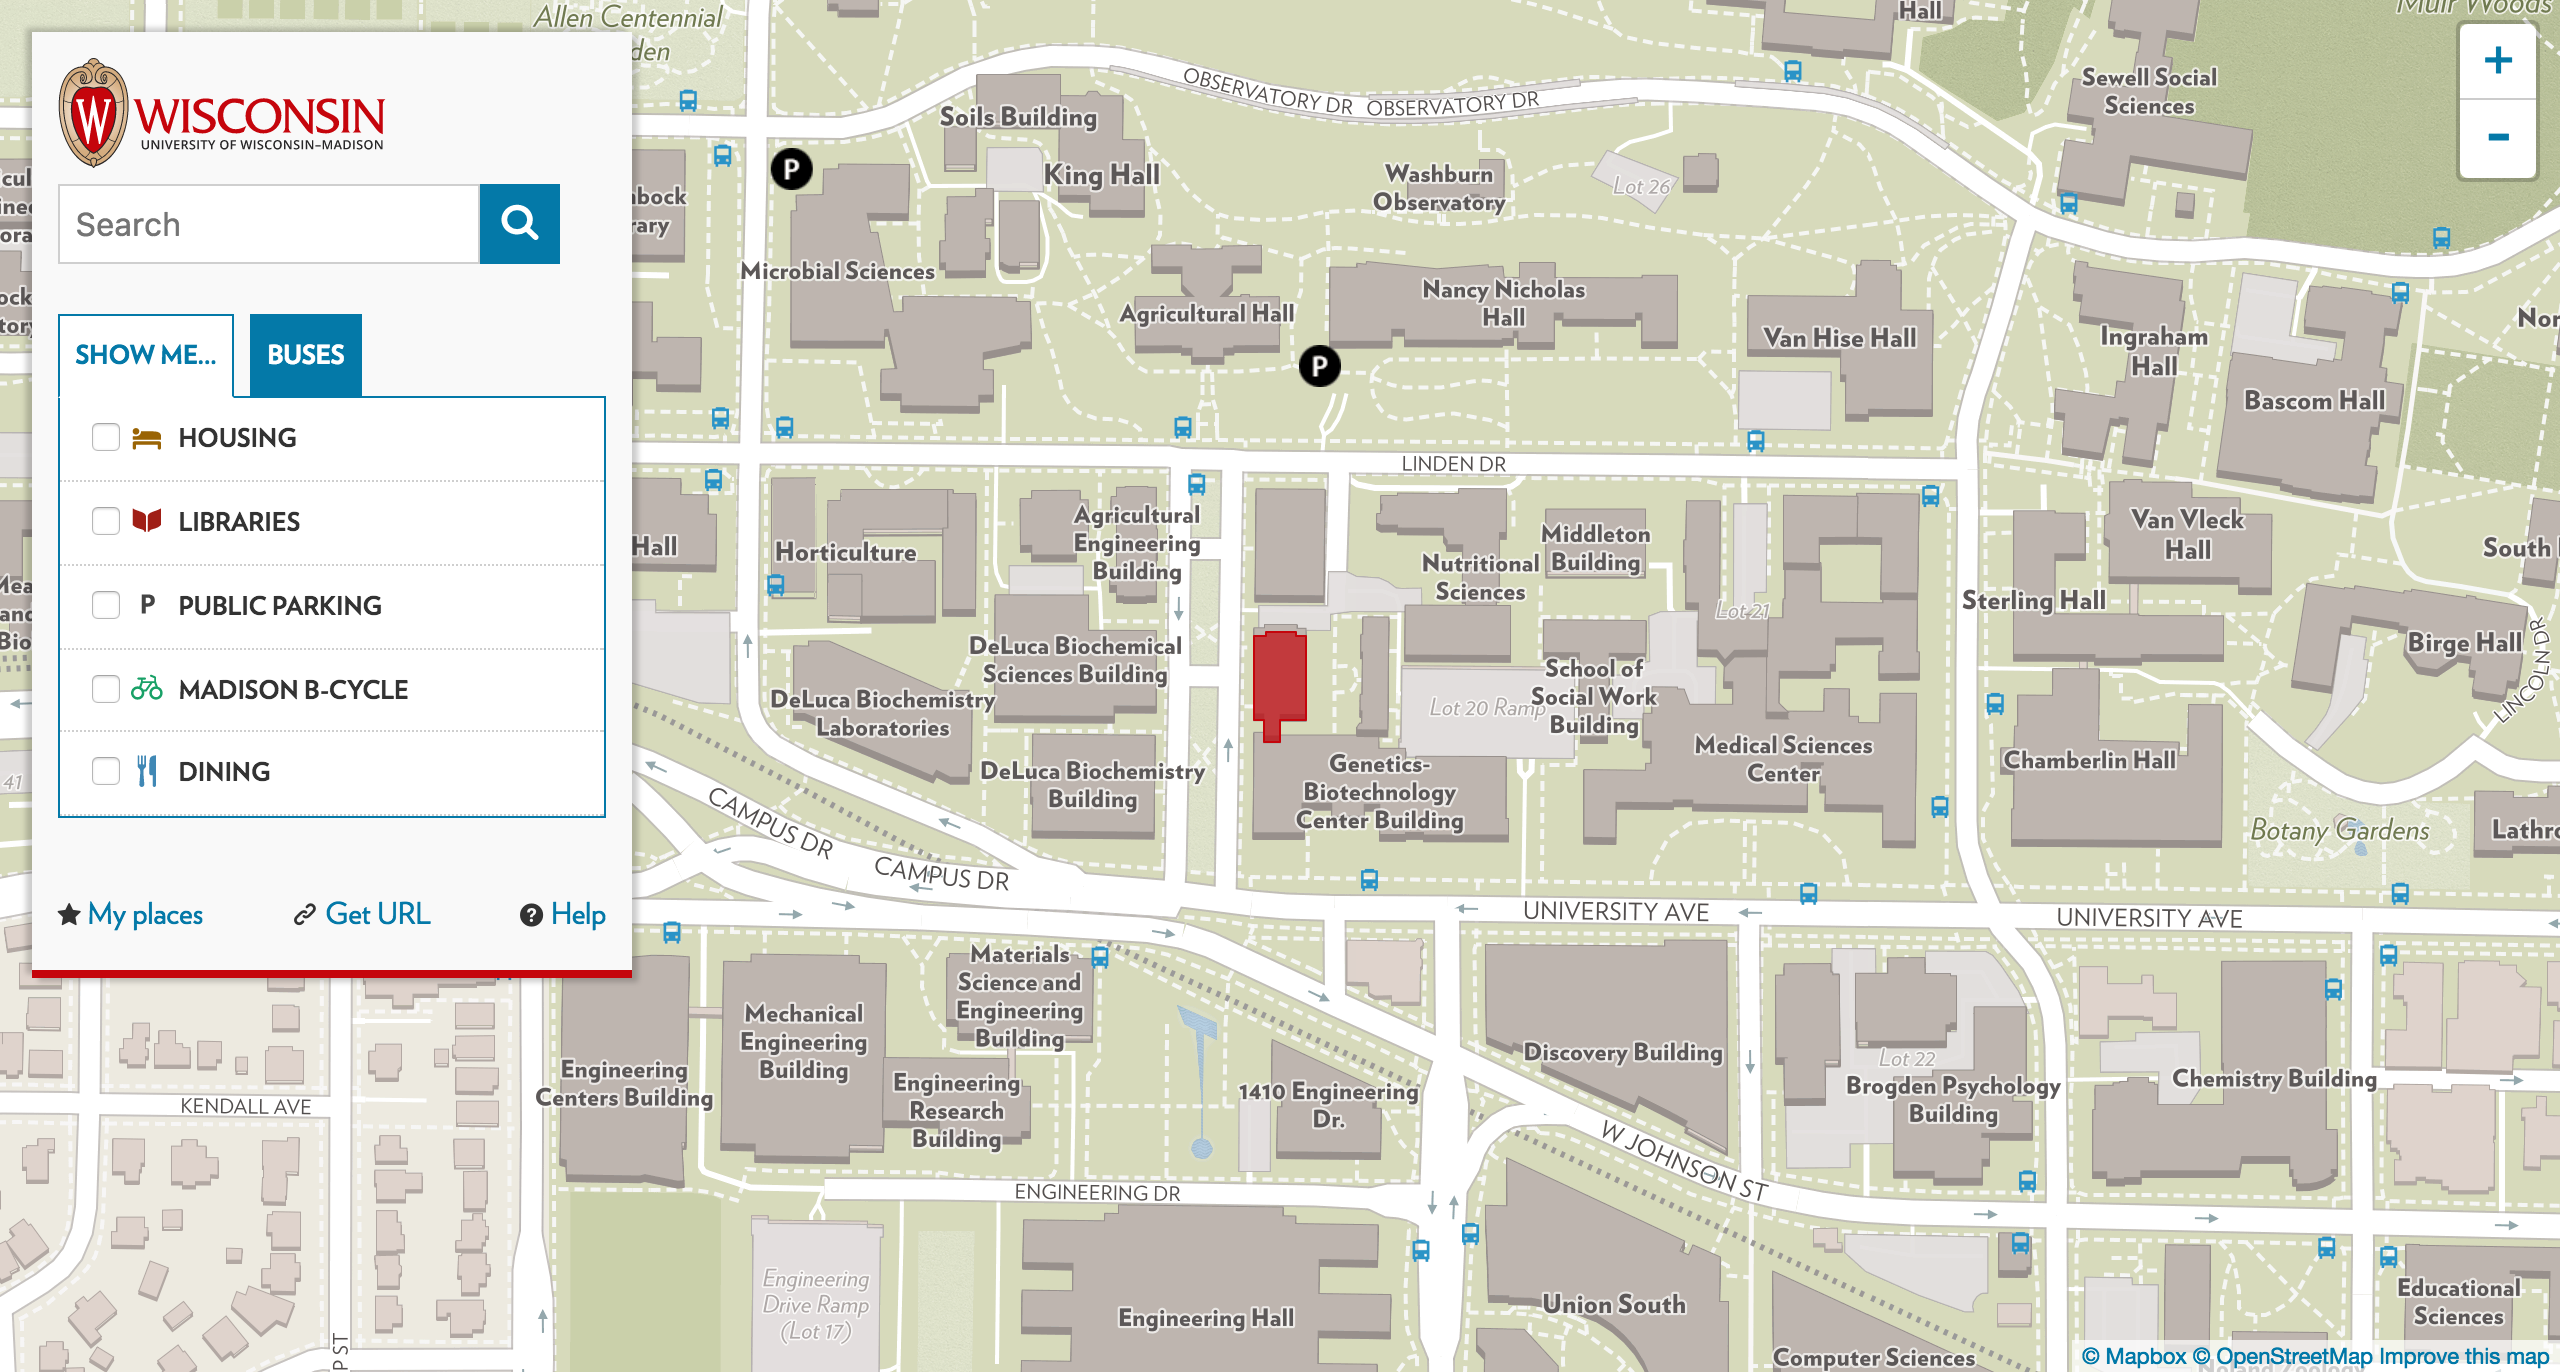 WISCONSIN
UNIVERSITY OF WISCONSIN–MADISON
Search
SHOW ME...
BUSES
HOUSING
LIBRARIES
P PUBLIC PARKING
MADISON B-CYCLE
DINING
My places
Get URL
? Help
+
-
Allen Centennial
Hall
Muir Woods
OBSERVATORY DR
OBSERVATORY DR
Sewell Social
Sciences
Soils Building
King Hall
P
Washburn
Observatory
Lot 26
Microbial Sciences
Agricultural Hall
Nancy Nicholas
Hall
P
Van Hise Hall
Ingraham
Hall
Bascom Hall
LINDEN DR
Hall
Horticulture
Agricultural
Engineering
Building
Nutritional
Sciences
Middleton
Building
Lot 21
Van Vleck
Hall
South
Sterling Hall
Birge Hall
LINCOLN DR
DeLuca Biochemical
Sciences Building
DeLuca Biochemistry
Laboratories
DeLuca Biochemistry
Building
Lot 20 Ramp
School of
Social Work
Building
Genetics-
Biotechnology
Center Building
Medical Sciences
Center
Chamberlin Hall
Botany Gardens
41
CAMPUS DR
CAMPUS DR
UNIVERSITY AVE
UNIVERSITY AVE
Engineering
Centers Building
Mechanical
Engineering
Building
Materials
Science and
Engineering
Building
Engineering
Research
Building
1410 Engineering
Dr.
Discovery Building
Lot 22
Brogden Psychology
Building
Chemistry Building
KENDALL AVE
W JOHNSON ST
ENGINEERING DR
Engineering
Drive Ramp
(Lot 17)
Engineering Hall
Union South
Computer Sciences
Educational
Sciences
P ST
© Mapbox © OpenStreetMap Improve this map